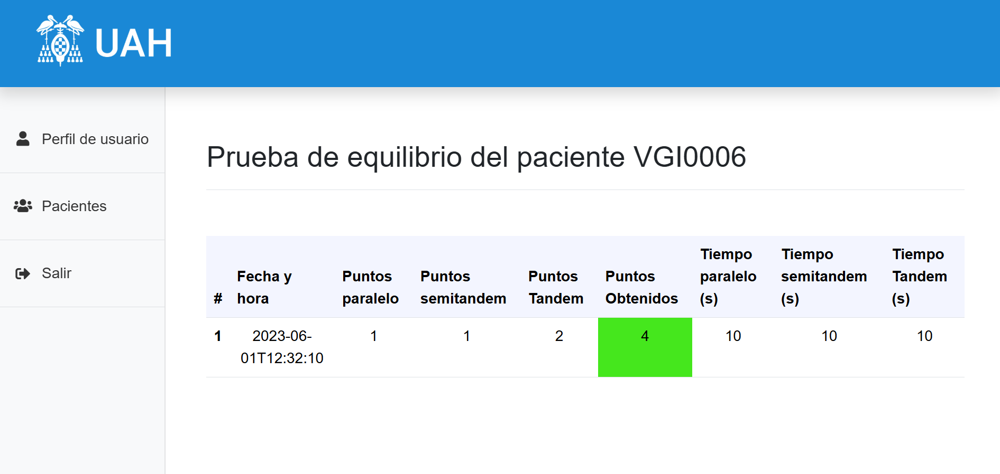 UAH
Perfil de usuario
Pacientes
Salir
Prueba de equilibrio del paciente VGI0006
# Fecha y hora Puntos paralelo Puntos semitandem Puntos Tandem Puntos Obtenidos Tiempo paralelo (s) Tiempo semitandem (s) Tiempo Tandem (s)
1 2023-06-01T12:32:10 1 1 2 4 10 10 10